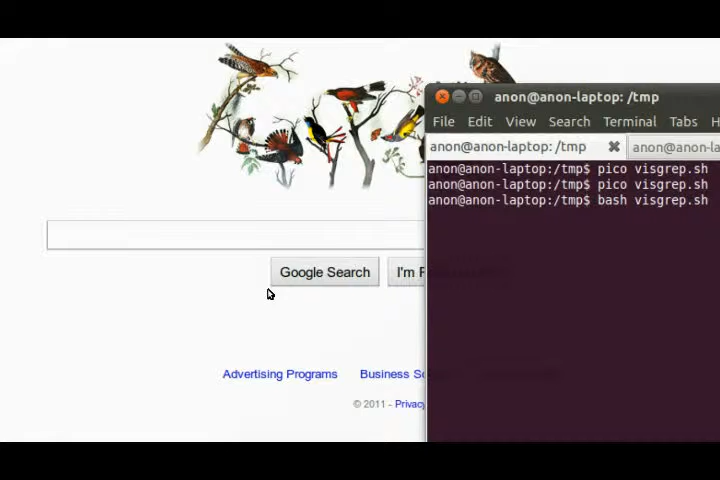 anon@anon-laptop: /tmp
File Edit View Search Terminal Tabs H
anon@anon-laptop: /tmp
anon@anon-la
anon@anon-laptop:/tmp$ pico visgrep.sh
anon@anon-laptop:/tmp$ pico visgrep.sh
anon@anon-laptop:/tmp$ bash visgrep.sh
Google Search
I'm F
Advertising Programs
Business So
© 2011 - Privacy